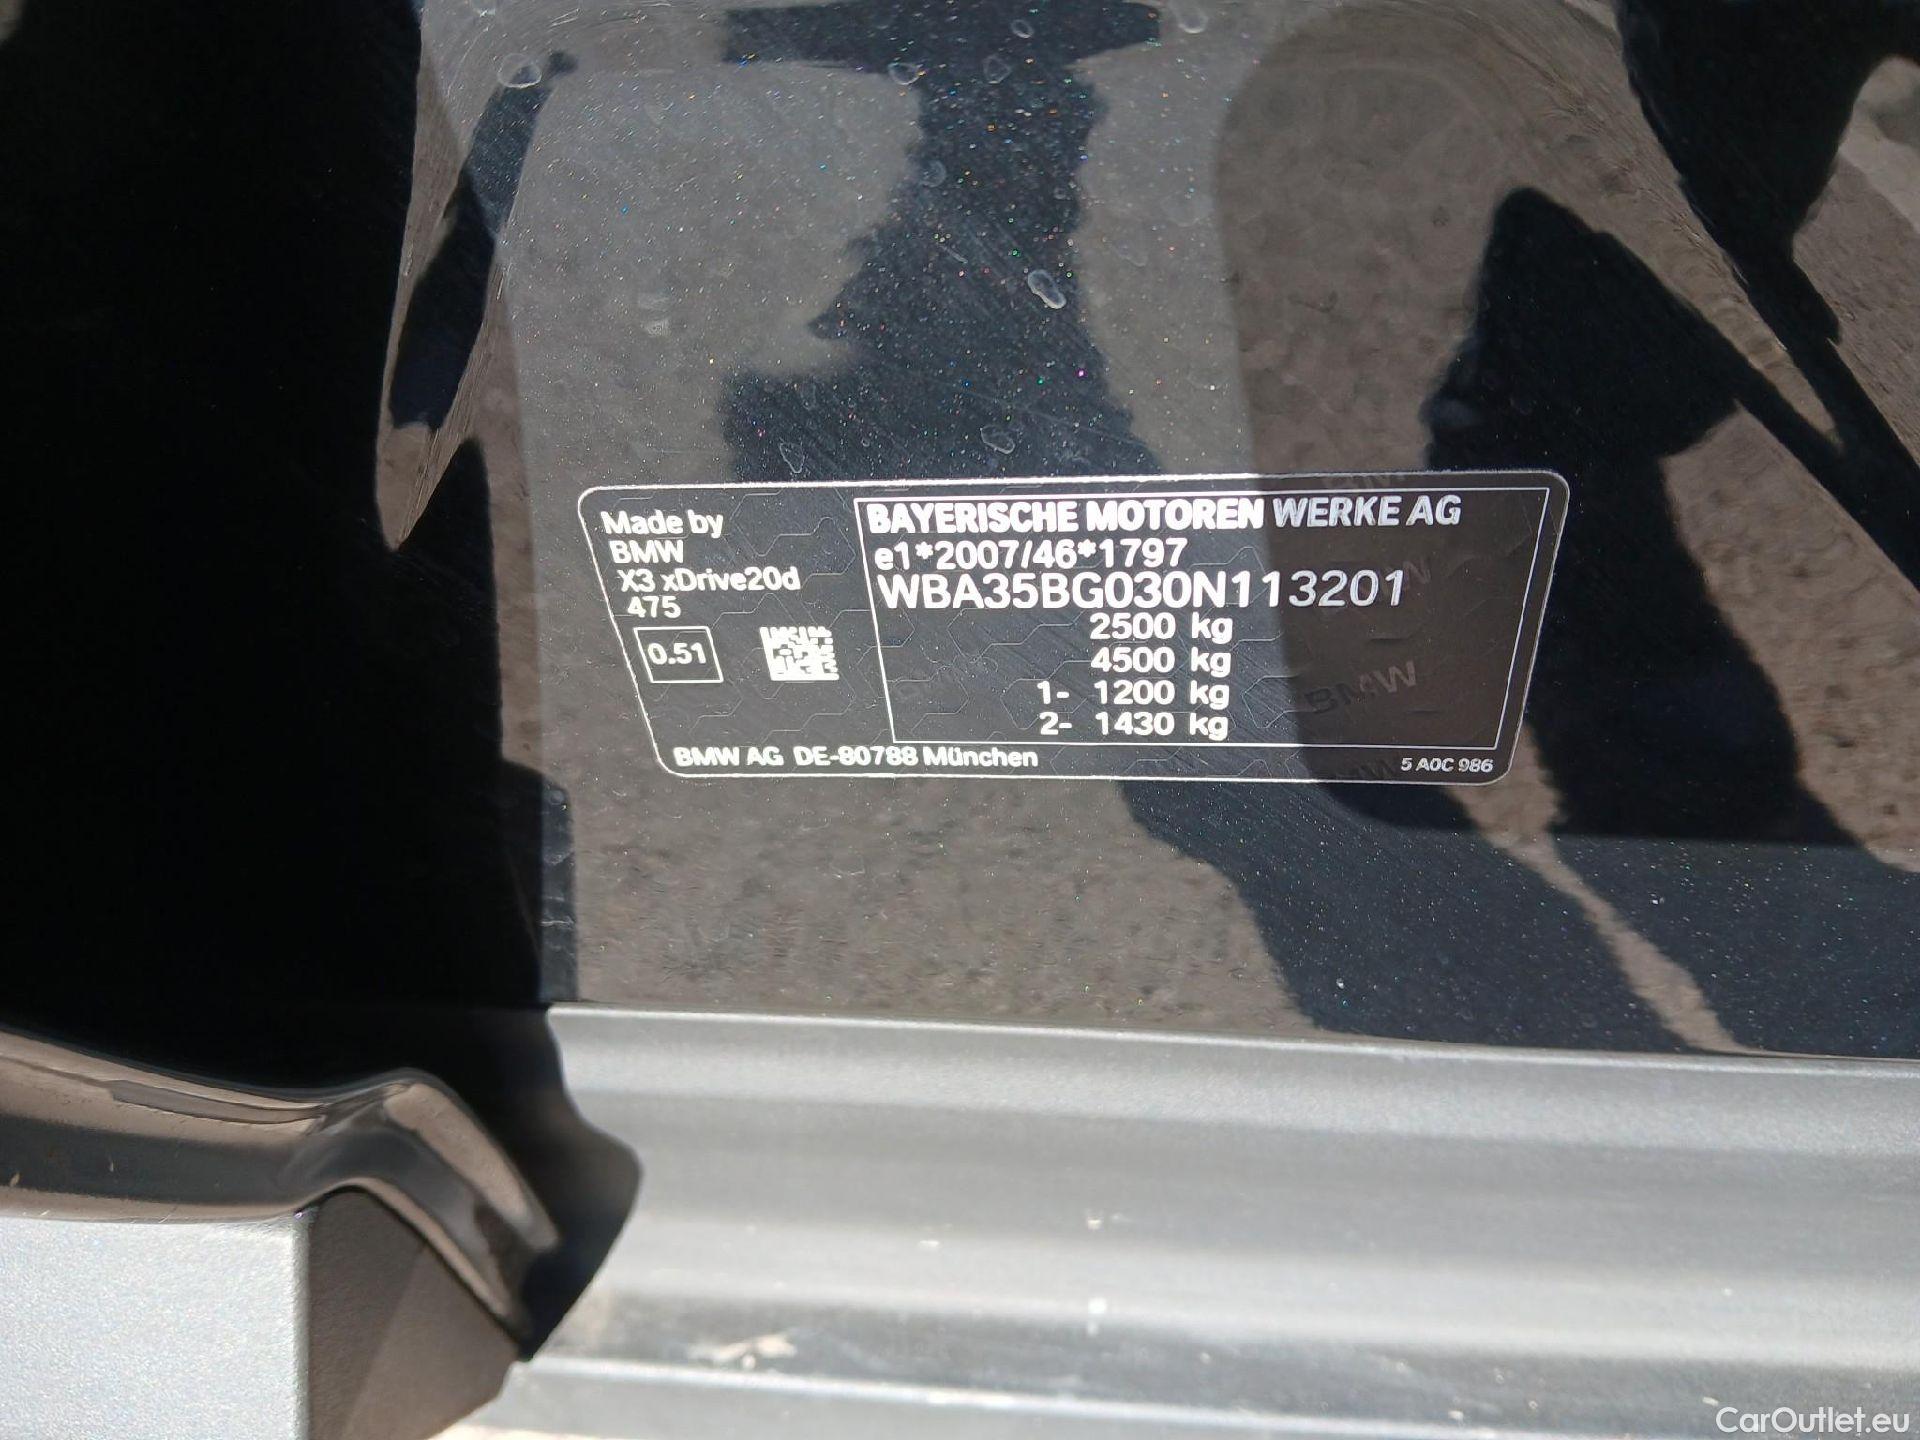 Made by
BMW
X3 xDrive20d
475
0.51
BAYERISCHE MOTOREN WERKE AG
e1*2007/46*1797
WBA35BG030N113201
2500 kg
4500 kg
1- 1200 kg
2- 1430 kg
BMW
BMW AG DE-80788 München
5 A0C 986
CarOutlet.eu